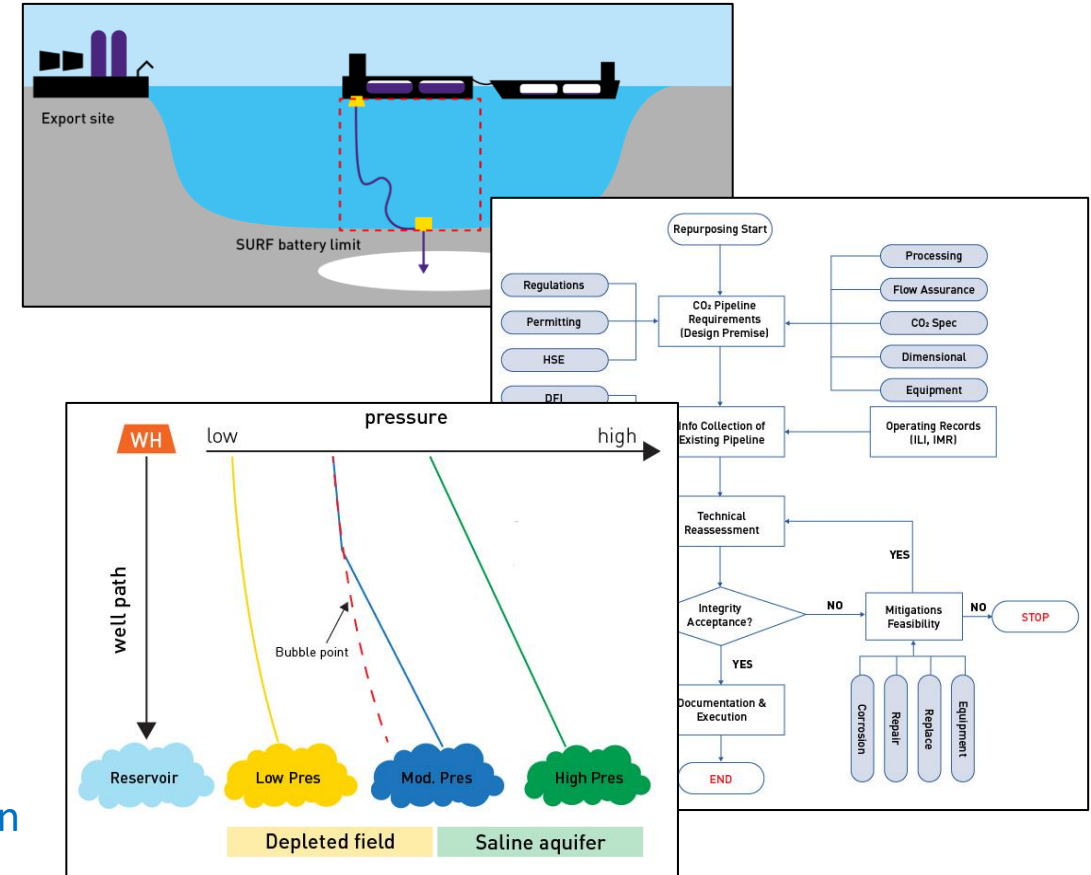 Export site
SURF battery limit
Repurposing Start
Regulations
Permitting
HSE
DFI
CO₂ Pipeline
Requirements
(Design Premise)
Processing
Flow Assurance
CO₂ Spec
Dimensional
Equipment
Info Collection of
Existing Pipeline
Operating Records
(ILI, IMR)
Technical
Reassessment
YES
Integrity
Acceptance?
NO
Mitigations
Feasibility
NO
STOP
YES
Corrosion
Repair
Replace
Equipment
Documentation &
Execution
END
pressure
WH
low
high
well path
Bubble point
Reservoir
Low Pres
Mod. Pres
High Pres
Depleted field
Saline aquifer
n